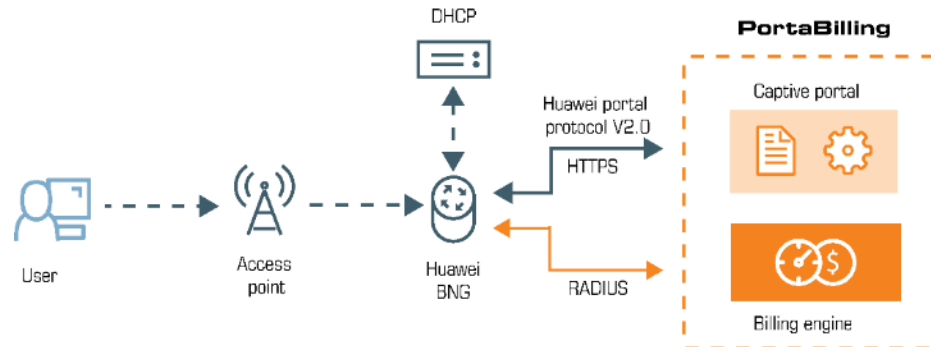 DHCP
PortaBilling
Captive portal
Huawei portal
protocol V2.0
HTTPS
User
Access
point
Huawei
BNG
RADIUS
$
Billing engine